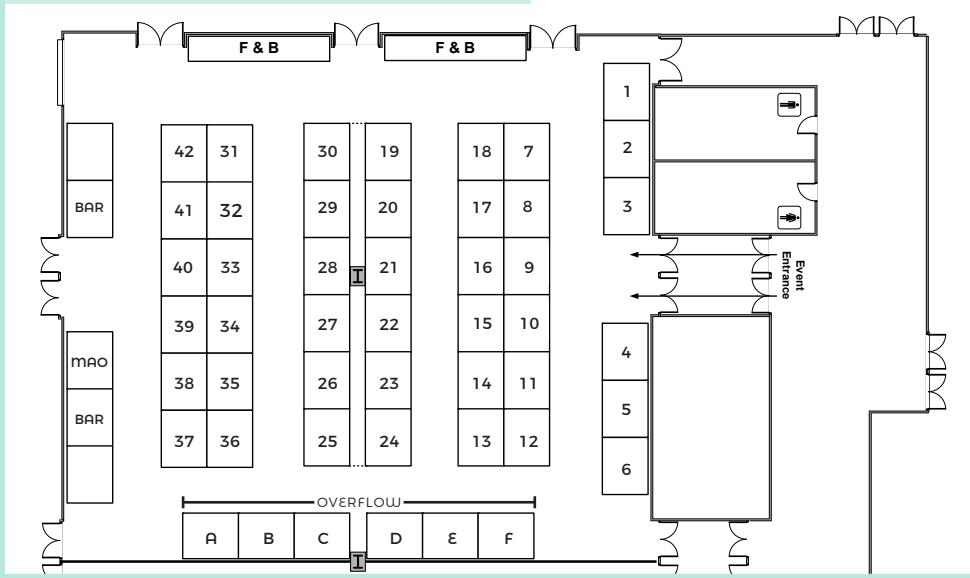 F & B F & B
1
42 31 30 19 18 7 2
BAR 41 32 29 20 17 8 3
40 33 28 21 16 9
Event
Entrance
39 34 27 22 15 10
MAO 38 35 26 23 14 11 4
BAR 37 36 25 24 13 12 5
6
OVERFLOW
A B C D E F